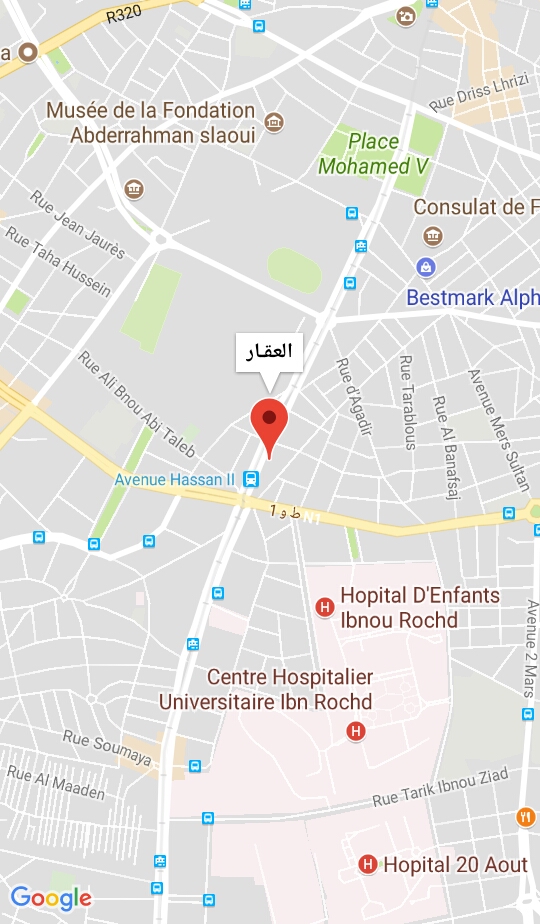 R320
a
Rue Driss Lhrizi
Musée de la Fondation
Abderrahman slaoui
Place
Mohamed V
Consulat de F
Rue Jean Jaurès
Rue Taha Hussein
Bestmark Alph
العقـار
Rue Ali Bnou Abi Taleb
Rue d'Agadir
Rue Tarablous
Rue Al Banafsaj
Avenue Mers Sultan
Avenue Hassan II
ط و 1
N1
Hopital D'Enfants
Ibnou Rochd
Avenue 2 Mars
Centre Hospitalier
Universitaire Ibn Rochd
H
H
Rue Soumaya
Rue Al Maaden
Rue Tarik Ibnou Ziad
H
Hopital 20 Aout
Google